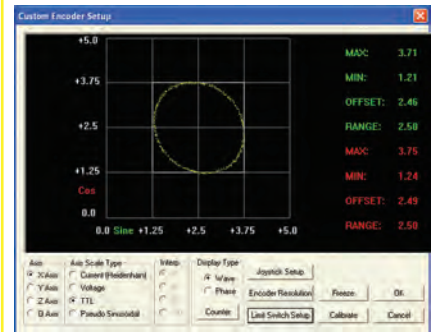 Custom Encoder Setup
+5.0
MAX: 3.71
+3.75
MIN: 1.21
OFFSET: 2.46
+2.5
RANGE: 2.50
MAX: 3.75
+1.25
MIN: 1.24
Cos
OFFSET: 2.49
0.0
RANGE: 2.50
0.0 Sine +1.25 +2.5 +3.75 +5.0
Axis
X Axis
Y Axis
Z Axis
Q Axis
Axis Scale Type
Current (Heidenhain)
Voltage
TTL
Pseudo Sinusoidal
Interp.
Display Type
Wave
Phase
Counter
Joystick Setup
Encoder Resolution
Freeze
OK
Limit Switch Setup
Calibrate
Cancel